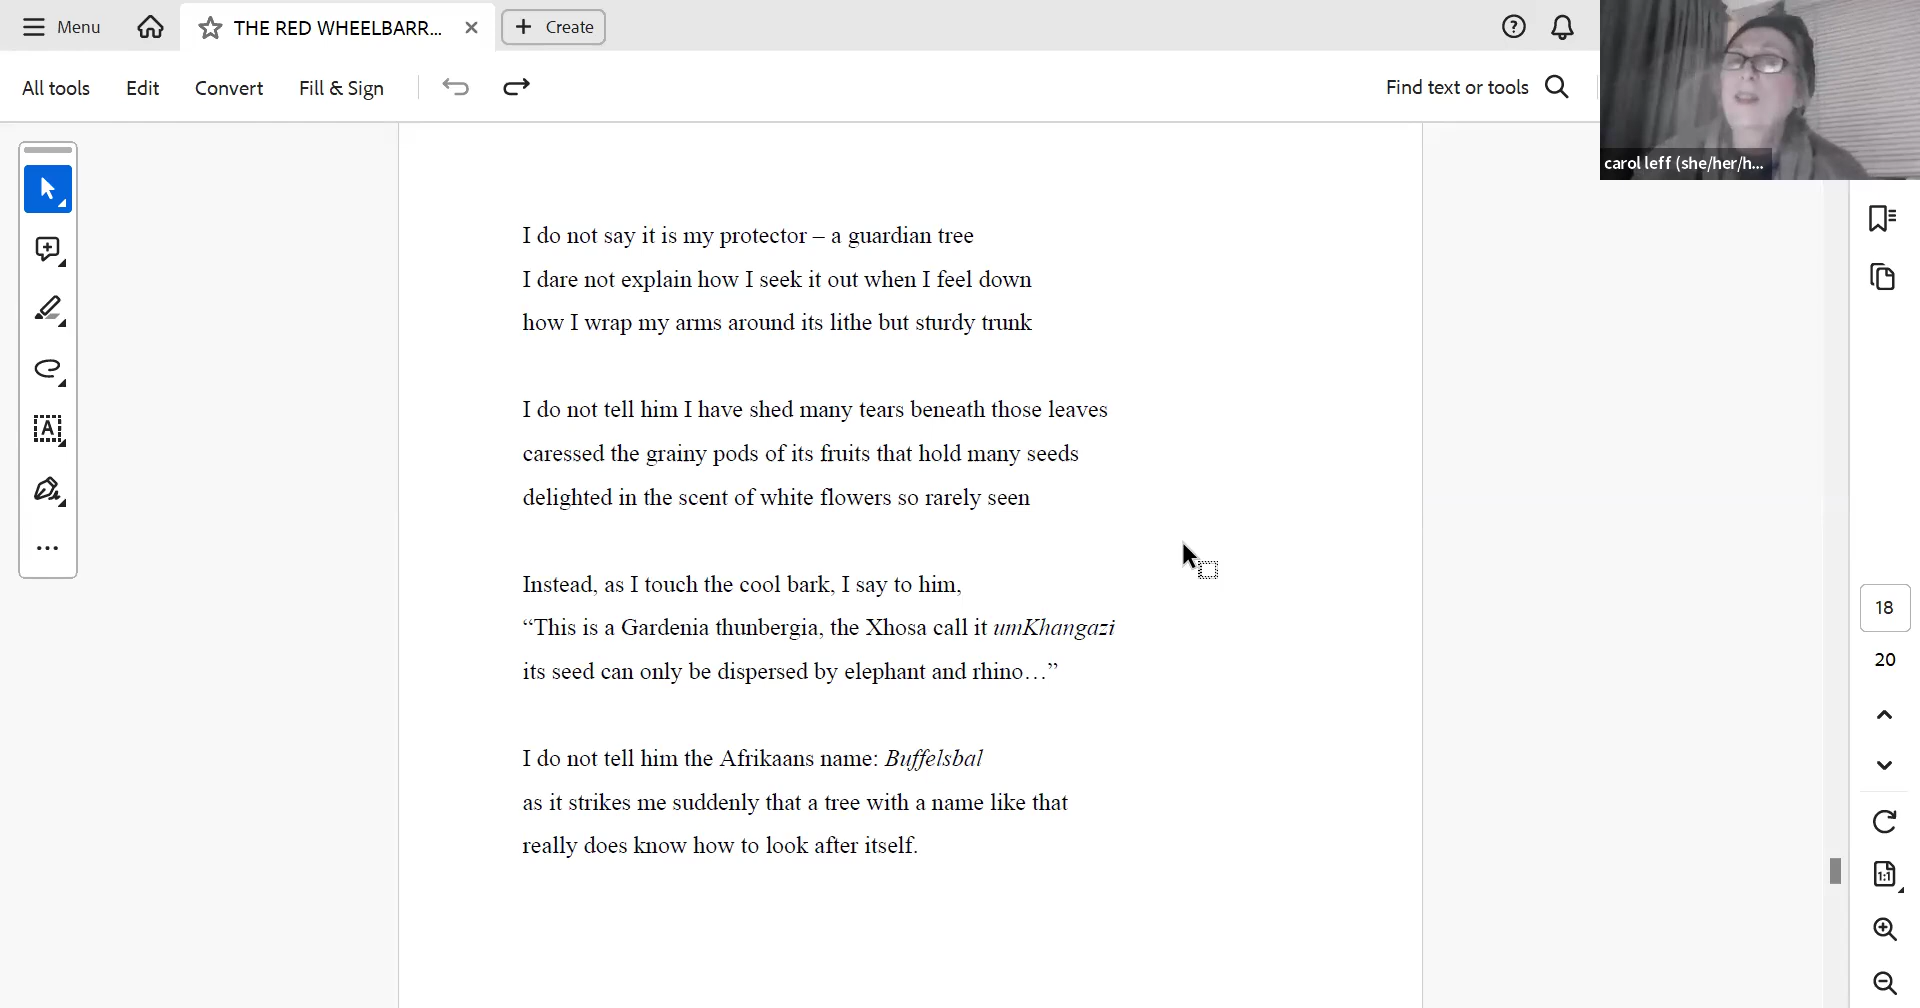 Menu
THE RED WHEELBARR...
Create
All tools
Edit
Convert
Fill & Sign
Find text or tools
carol leff (she/her/h...
I do not say it is my protector – a guardian tree
I dare not explain how I seek it out when I feel down
how I wrap my arms around its lithe but sturdy trunk
I do not tell him I have shed many tears beneath those leaves
caressed the grainy pods of its fruits that hold many seeds
delighted in the scent of white flowers so rarely seen
Instead, as I touch the cool bark, I say to him,
“This is a Gardenia thunbergia, the Xhosa call it umKhangazi
its seed can only be dispersed by elephant and rhino…”
I do not tell him the Afrikaans name: Buffelsbal
as it strikes me suddenly that a tree with a name like that
really does know how to look after itself.
18
20
1:1